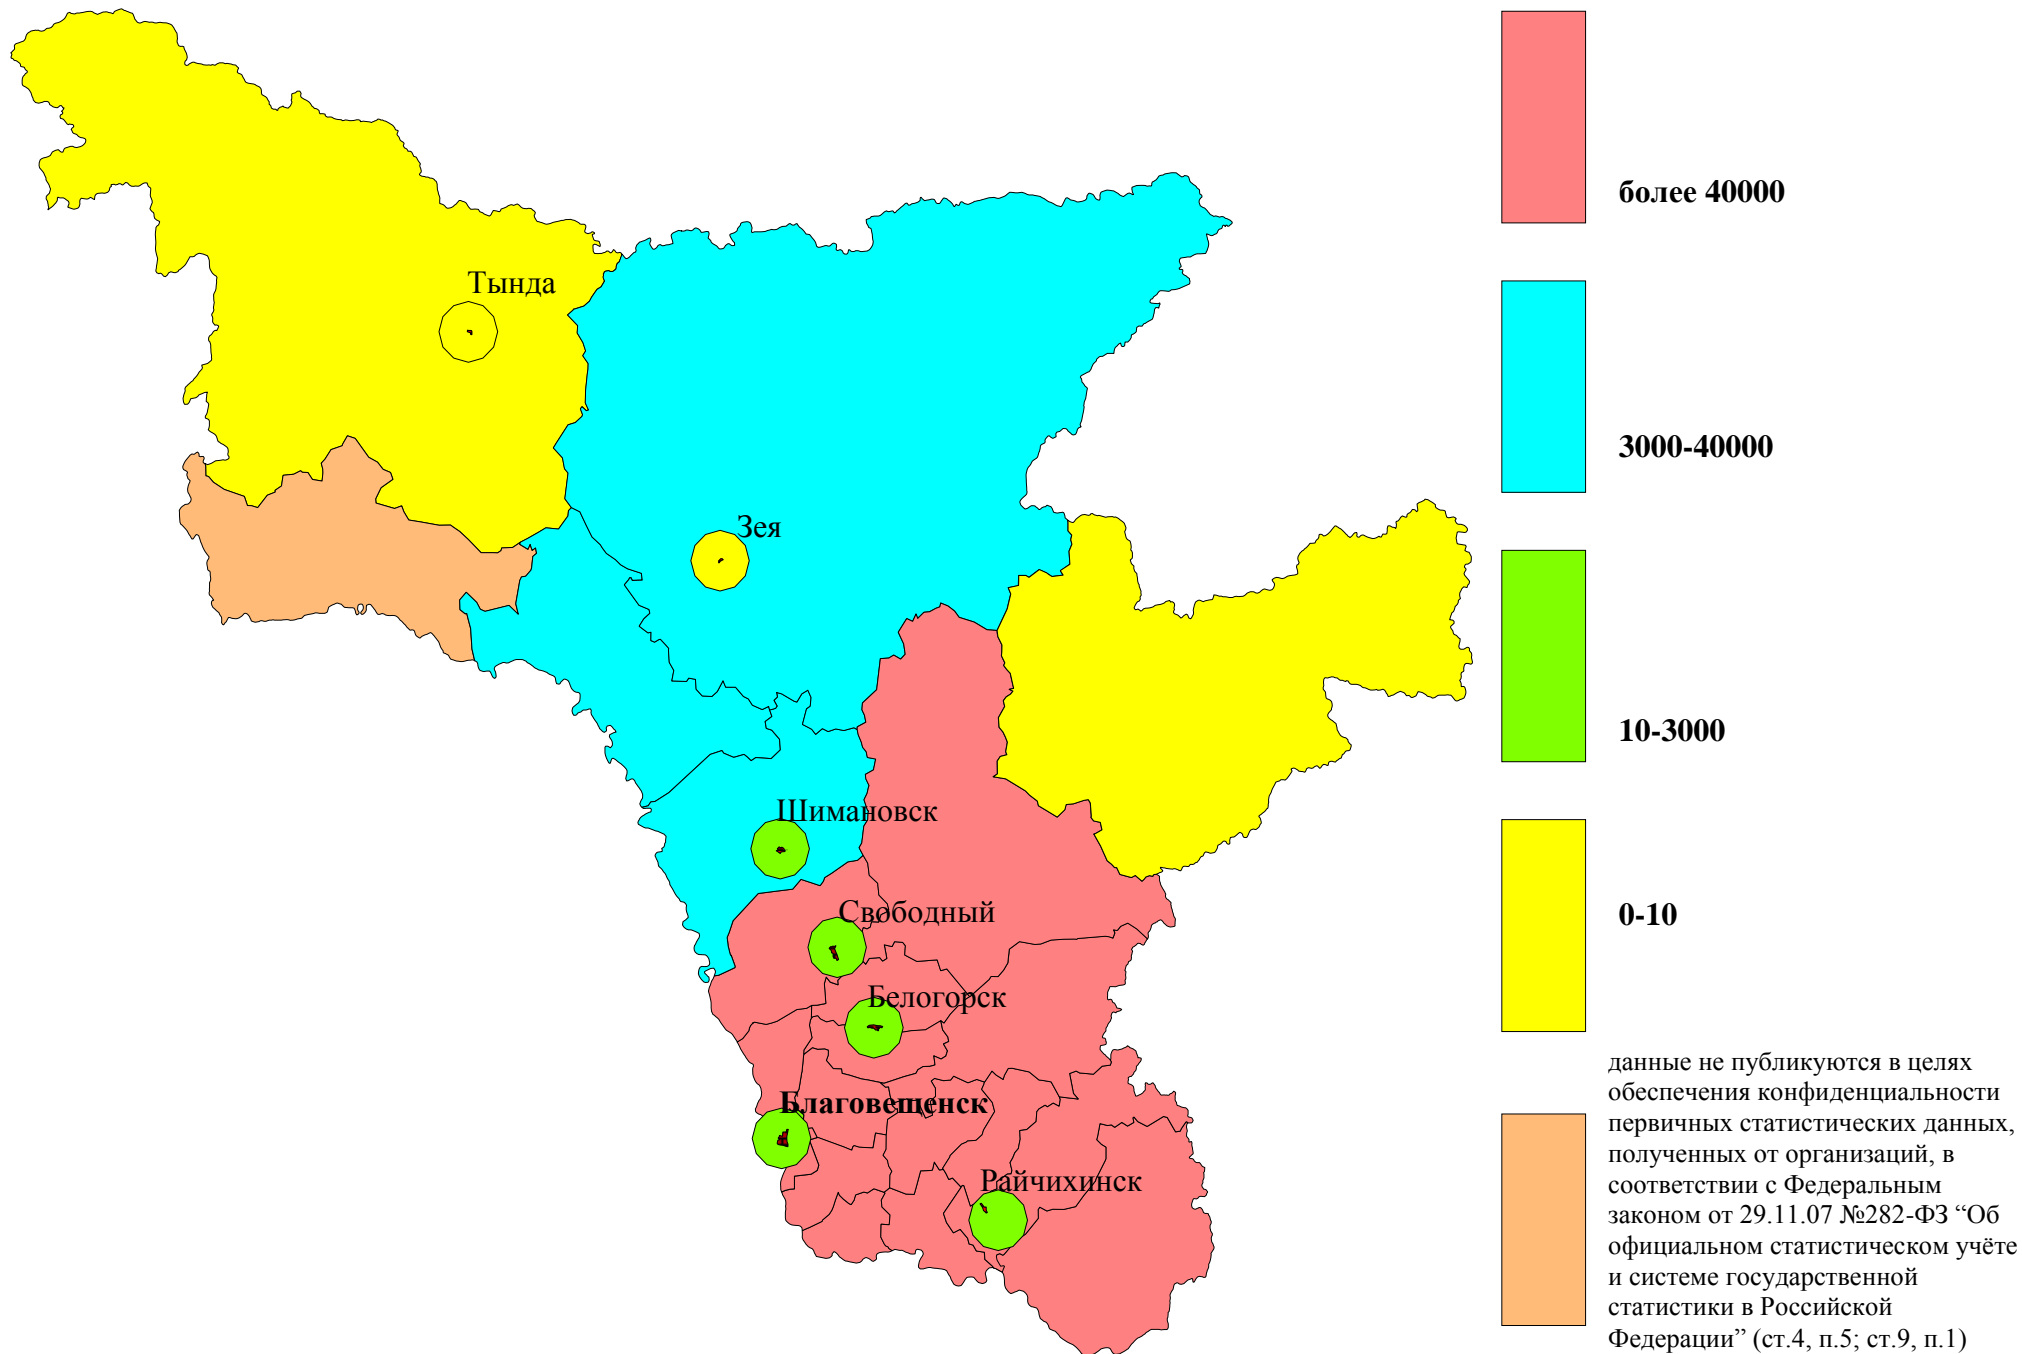 Тында
Зея
Шимановск
Свободный
Белогорск
Благовещенск
Райчихинск
более 40000
3000-40000
10-3000
0-10
данные не публикуются в целях
обеспечения конфиденциальности
первичных статистических данных,
полученных от организаций, в
соответствии с Федеральным
законом от 29.11.07 №282-ФЗ “Об
официальном статистическом учёте
и системе государственной
статистики в Российской
Федерации” (ст.4, п.5; ст.9, п.1)